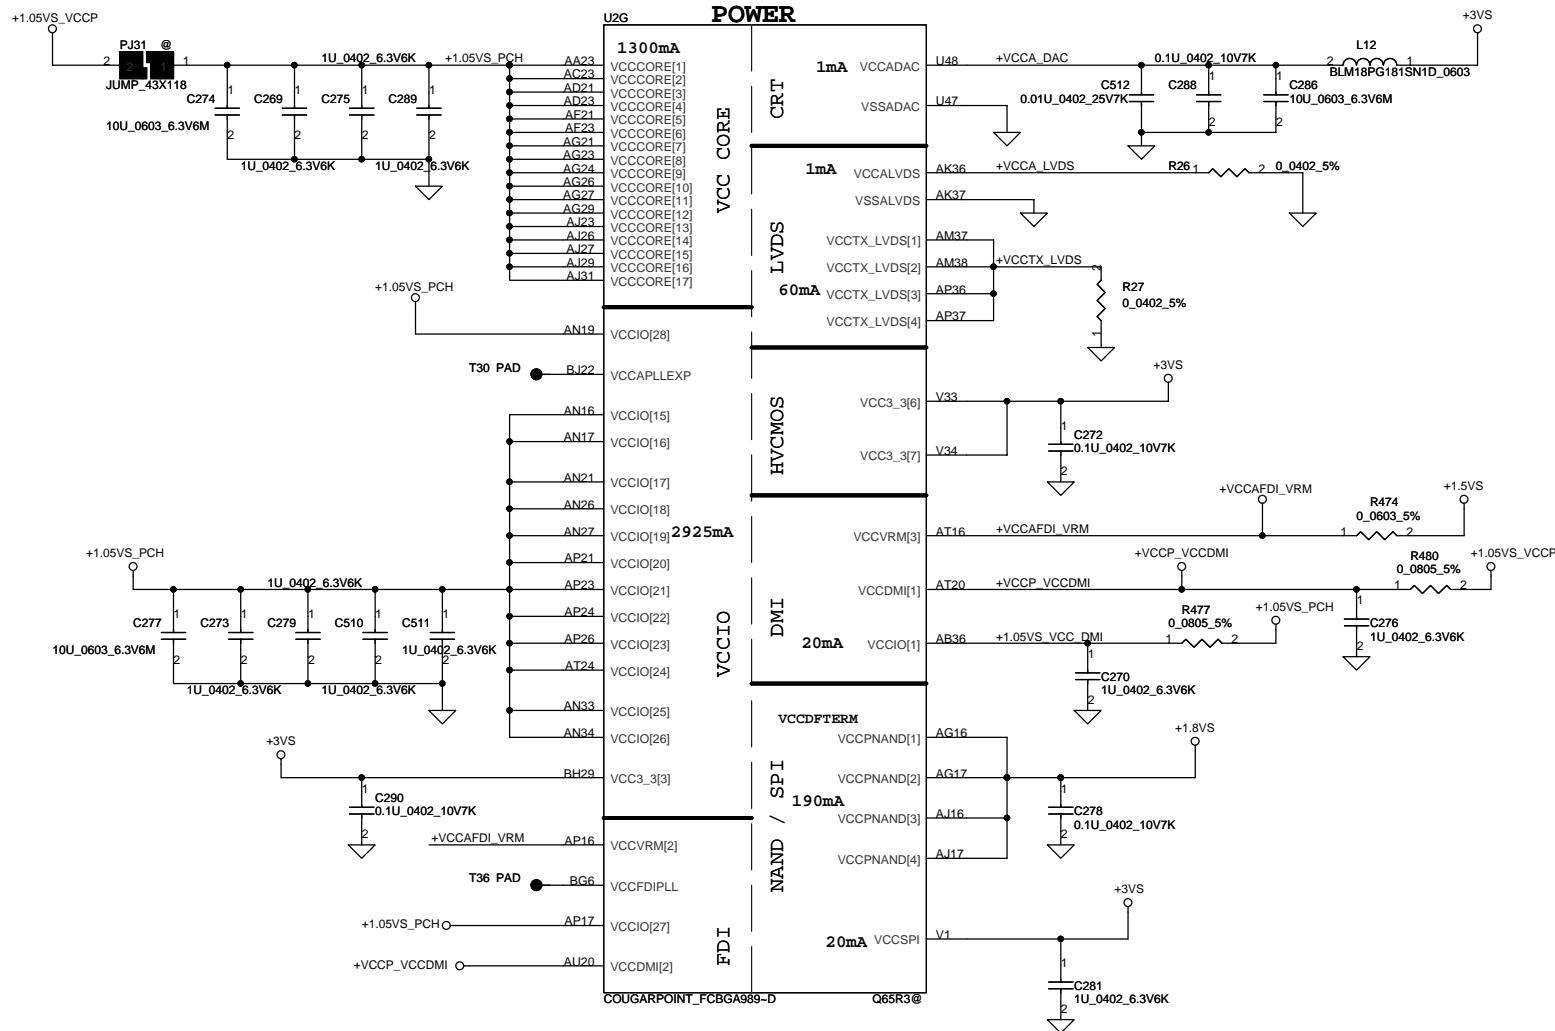 POWER
U2G
+1.05VS_VCCP
PJ31 @
2 2 1 1
JUMP_43X118
1U_0402_6.3V6K
+1.05VS_PCH
C274
C269
C275
C289
10U_0603_6.3V6M
1U_0402_6.3V6K
1U_0402_6.3V6K
1300mA
VCC CORE
AA23 VCCCORE[1]
AC23 VCCCORE[2]
AD21 VCCCORE[3]
AD23 VCCCORE[4]
AF21 VCCCORE[5]
AF23 VCCCORE[6]
AG21 VCCCORE[7]
AG23 VCCCORE[8]
AG24 VCCCORE[9]
AG26 VCCCORE[10]
AG27 VCCCORE[11]
AG29 VCCCORE[12]
AJ23 VCCCORE[13]
AJ26 VCCCORE[14]
AJ27 VCCCORE[15]
AJ29 VCCCORE[16]
AJ31 VCCCORE[17]
+1.05VS_PCH
AN19 VCCIO[28]
T30 PAD BJ22 VCCAPLLEXP
AN16 VCCIO[15]
AN17 VCCIO[16]
AN21 VCCIO[17]
AN26 VCCIO[18]
AN27 VCCIO[19]
2925mA
AP21 VCCIO[20]
AP23 VCCIO[21]
AP24 VCCIO[22]
AP26 VCCIO[23]
AT24 VCCIO[24]
AN33 VCCIO[25]
AN34 VCCIO[26]
VCCIO
+1.05VS_PCH
1U_0402_6.3V6K
C277
C273
C279
C510
C511
10U_0603_6.3V6M
1U_0402_6.3V6K
1U_0402_6.3V6K
1U_0402_6.3V6K
+3VS
BH29 VCC3_3[3]
C290
0.1U_0402_10V7K
+VCCAFDI_VRM AP16 VCCVRM[2]
T36 PAD BG6 VCCFDIPLL
+1.05VS_PCH AP17 VCCIO[27]
+VCCP_VCCDMI AU20 VCCDMI[2]
FDI
COUGARPOINT_FCBGA989~D
Q65R3@
CRT
1mA VCCADAC U48 +VCCA_DAC
VSSADAC U47
0.1U_0402_10V7K
L12
2 1
BLM18PG181SN1D_0603
+3VS
C512
0.01U_0402_25V7K
C288
C286
10U_0603_6.3V6M
LVDS
1mA
VCCALVDS AK36 +VCCA_LVDS
R26 1 2 0_0402_5%
VSSALVDS AK37
VCCTX_LVDS[1] AM37
VCCTX_LVDS[2] AM38 +VCCTX_LVDS
60mA VCCTX_LVDS[3] AP36
VCCTX_LVDS[4] AP37
R27
0_0402_5%
HVCMOS
+3VS
VCC3_3[6] V33
VCC3_3[7] V34
C272
0.1U_0402_10V7K
DMI
+VCCAFDI_VRM
R474
0_0603_5%
+1.5VS
VCCVRM[3] AT16 +VCCAFDI_VRM 1 2
+VCCP_VCCDMI
R480
0_0805_5%
+1.05VS_VCCP
VCCDMI[1] AT20 +VCCP_VCCDMI 1 2
C276
1U_0402_6.3V6K
R477
0_0805_5%
+1.05VS_PCH
20mA VCCIO[1] AB36 +1.05VS_VCC_DMI 1 2
C270
1U_0402_6.3V6K
NAND / SPI
VCCDFTERM
+1.8VS
VCCPNAND[1] AG16
VCCPNAND[2] AG17
190mA
VCCPNAND[3] AJ16
VCCPNAND[4] AJ17
C278
0.1U_0402_10V7K
+3VS
20mA VCCSPI V1
C281
1U_0402_6.3V6K